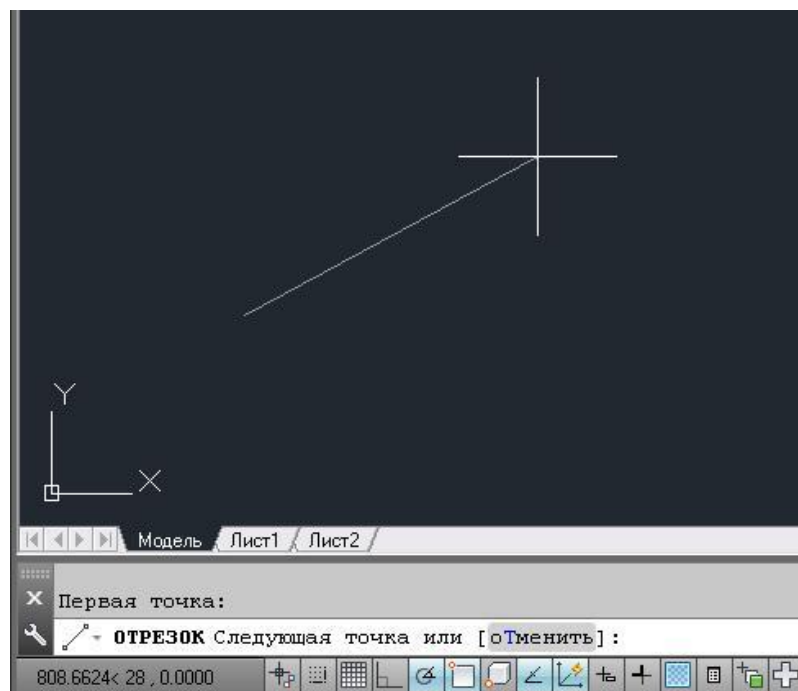 Y
X
Модель Лист1 Лист2
Первая точка:
ОТРЕЗОК Следующая точка или [оТменить]:
808.6624< 28 , 0.0000